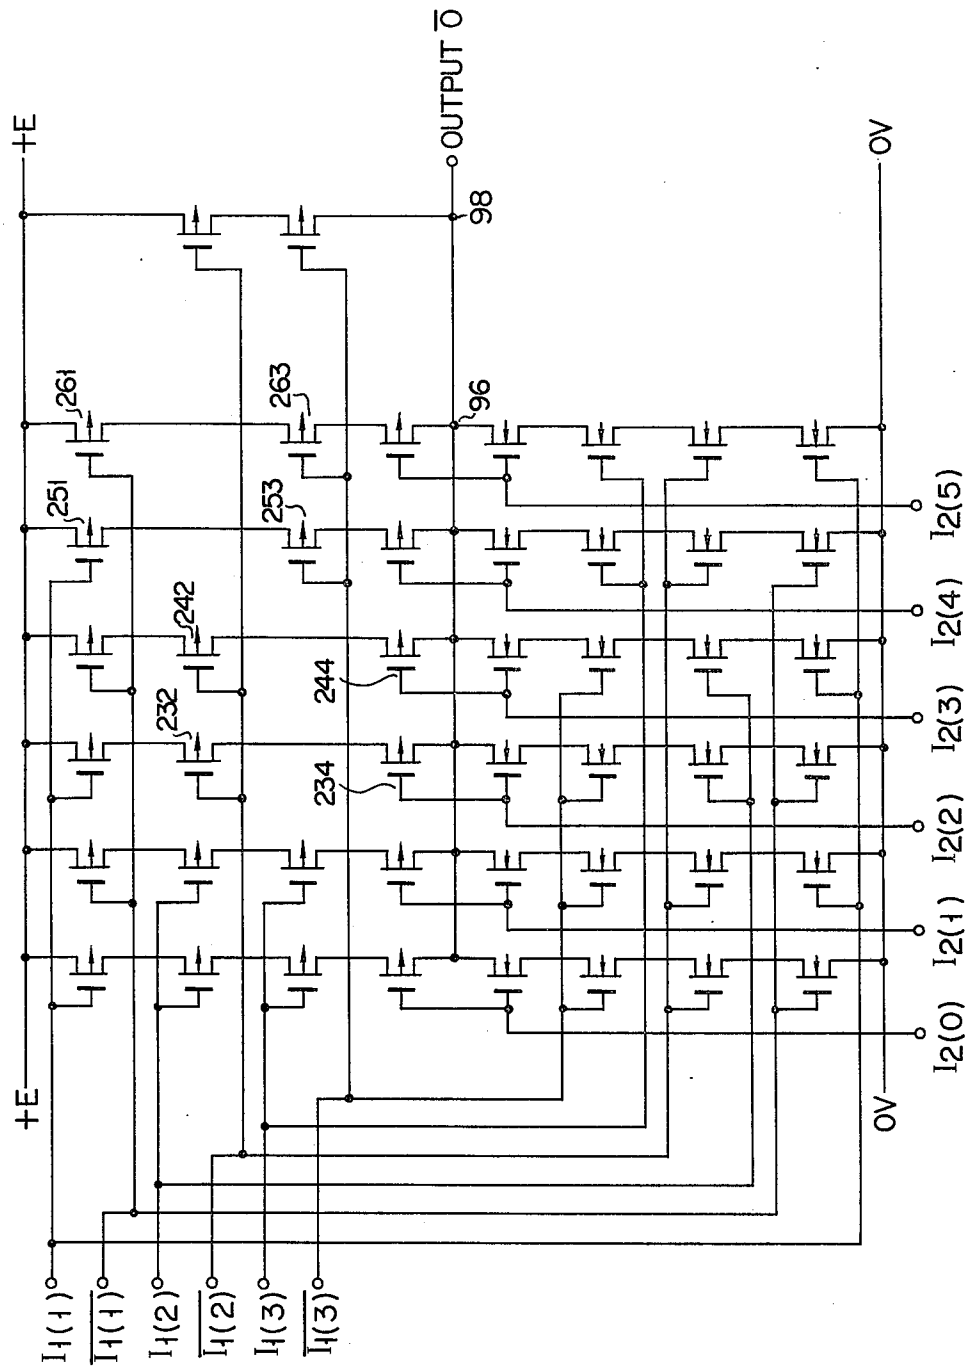 +E
+E
I1(1)
I1(1)
I1(2)
I1(2)
I1(3)
I1(3)
261
251
242
232
263
253
244
234
OUTPUT O
98
96
0V
0V
I2(0)
I2(1)
I2(2)
I2(3)
I2(4)
I2(5)